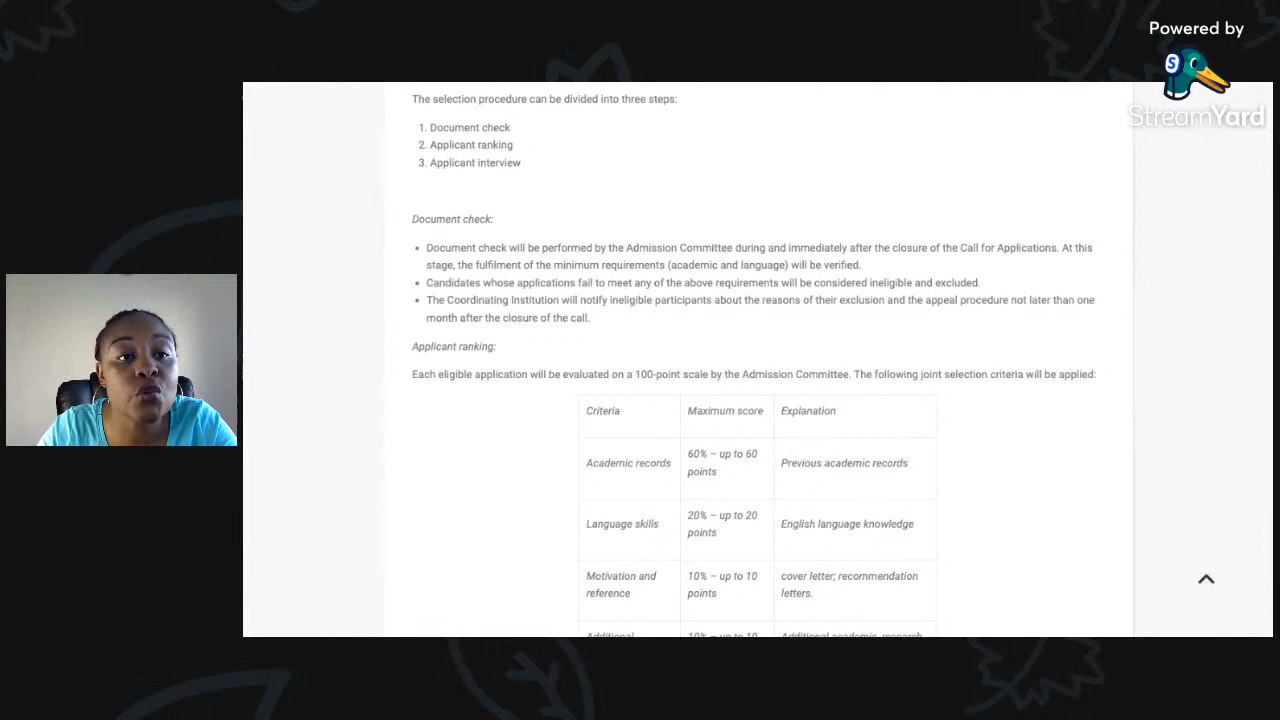 Powered by
StreamYard
The selection procedure can be divided into three steps:
1. Document check
2. Applicant ranking
3. Applicant interview
Document check:
Document check will be performed by the Admission Committee during and immediately after the closure of the Call for Applications. At this
stage, the fulfilment of the minimum requirements (academic and language) will be verified.
Candidates whose applications fail to meet any of the above requirements will be considered ineligible and excluded.
The Coordinating Institution will notify ineligible participants about the reasons of their exclusion and the appeal procedure not later than one
month after the closure of the call.
Applicant ranking:
Each eligible application will be evaluated on a 100-point scale by the Admission Committee. The following joint selection criteria will be applied:
Criteria Maximum score Explanation
Academic records 60% – up to 60 points Previous academic records
Language skills 20% – up to 20 points English language knowledge
Motivation and reference 10% – up to 10 points cover letter; recommendation letters.
Additional 10% – up to 10 Additional academic, research